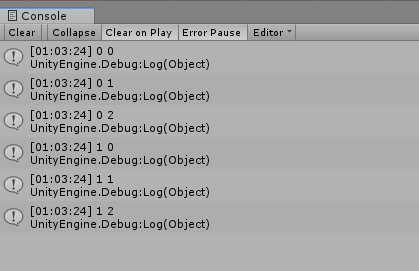 Console
Clear Collapse Clear on Play Error Pause Editor
[01:03:24] 0 0
UnityEngine.Debug:Log(Object)
[01:03:24] 0 1
UnityEngine.Debug:Log(Object)
[01:03:24] 0 2
UnityEngine.Debug:Log(Object)
[01:03:24] 1 0
UnityEngine.Debug:Log(Object)
[01:03:24] 1 1
UnityEngine.Debug:Log(Object)
[01:03:24] 1 2
UnityEngine.Debug:Log(Object)